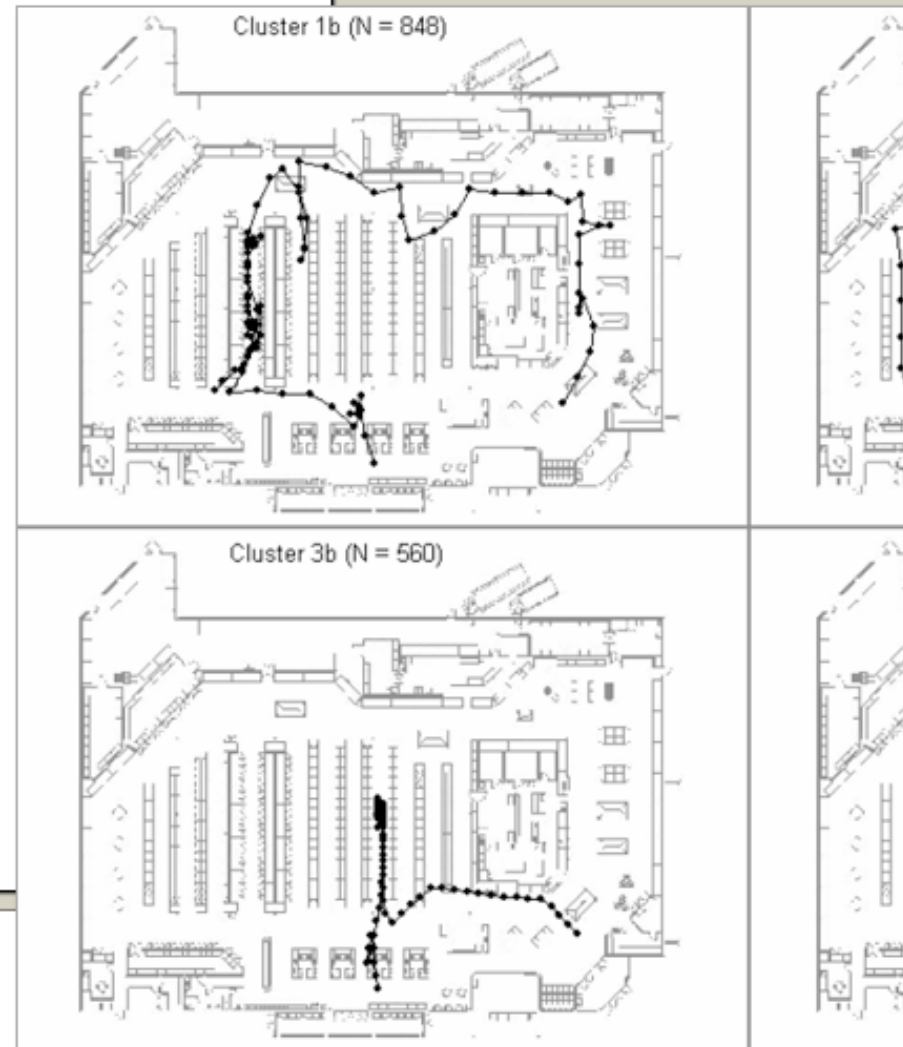 Cluster 1b (N = 848)
Cluster 3b (N = 560)